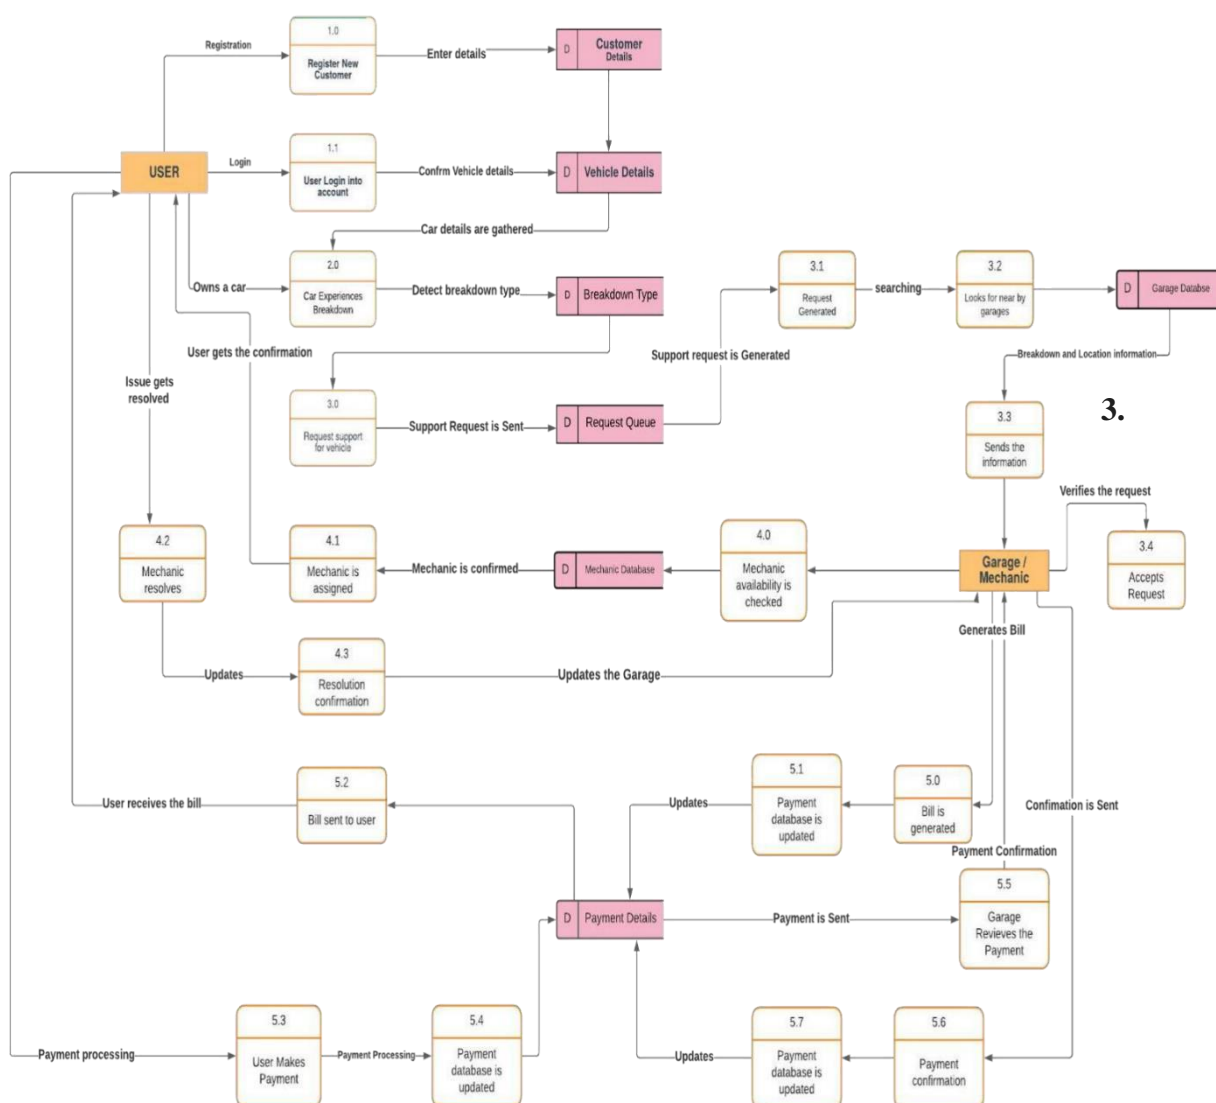 1.0
Register New
Customer
Registration
Enter details
D
Customer
Details
USER
Login
1.1
User Login into
account
Confrm Vehicle details
D
Vehicle Details
Car details are gathered
Owns a car
2.0
Car Experiences
Breakdown
Detect breakdown type
D
Breakdown Type
3.1
Request
Generated
searching
3.2
Looks for near by
garages
D
Garage Databse
User gets the confirmation
Support request is Generated
Breakdown and Location information
Issue gets
resolved
3.0
Request support
for vehicle
Support Request is Sent
D
Request Queue
3.3
Sends the
information
3.
Verifies the request
4.2
Mechanic
resolves
4.1
Mechanic is
assigned
Mechanic is confirmed
D
Mechanic Database
4.0
Mechanic
availability is
checked
Garage /
Mechanic
3.4
Accepts
Request
Generates Bill
Updates
4.3
Resolution
confirmation
Updates the Garage
User receives the bill
5.2
Bill sent to user
Updates
5.1
Payment
database is
updated
5.0
Bill is
generated
Confimation is Sent
Payment Confirmation
D
Payment Details
Payment is Sent
5.5
Garage
Revieves the
Payment
Payment processing
5.3
User Makes
Payment
Payment Processing
5.4
Payment
database is
updated
Updates
5.7
Payment
database is
updated
5.6
Payment
confirmation